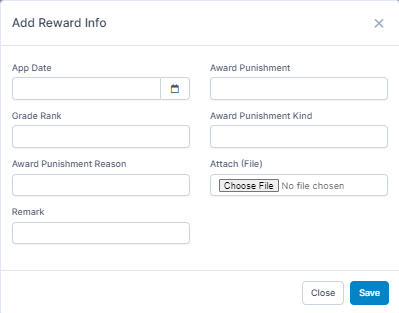 Add Reward Info
App Date
Award Punishment
Grade Rank
Award Punishment Kind
Award Punishment Reason
Attach (File)
Choose File No file chosen
Remark
Close
Save